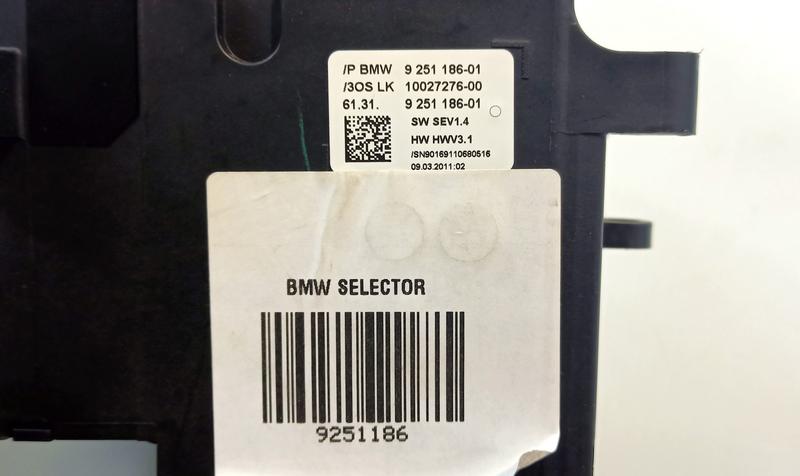 /P BMW 9 251 186-01
/3OS LK 10027276-00
61.31. 9 251 186-01
SW SEV1.4
HW HWV3.1
/SN90169110680516
09.03.2011:02
BMW SELECTOR
9251186